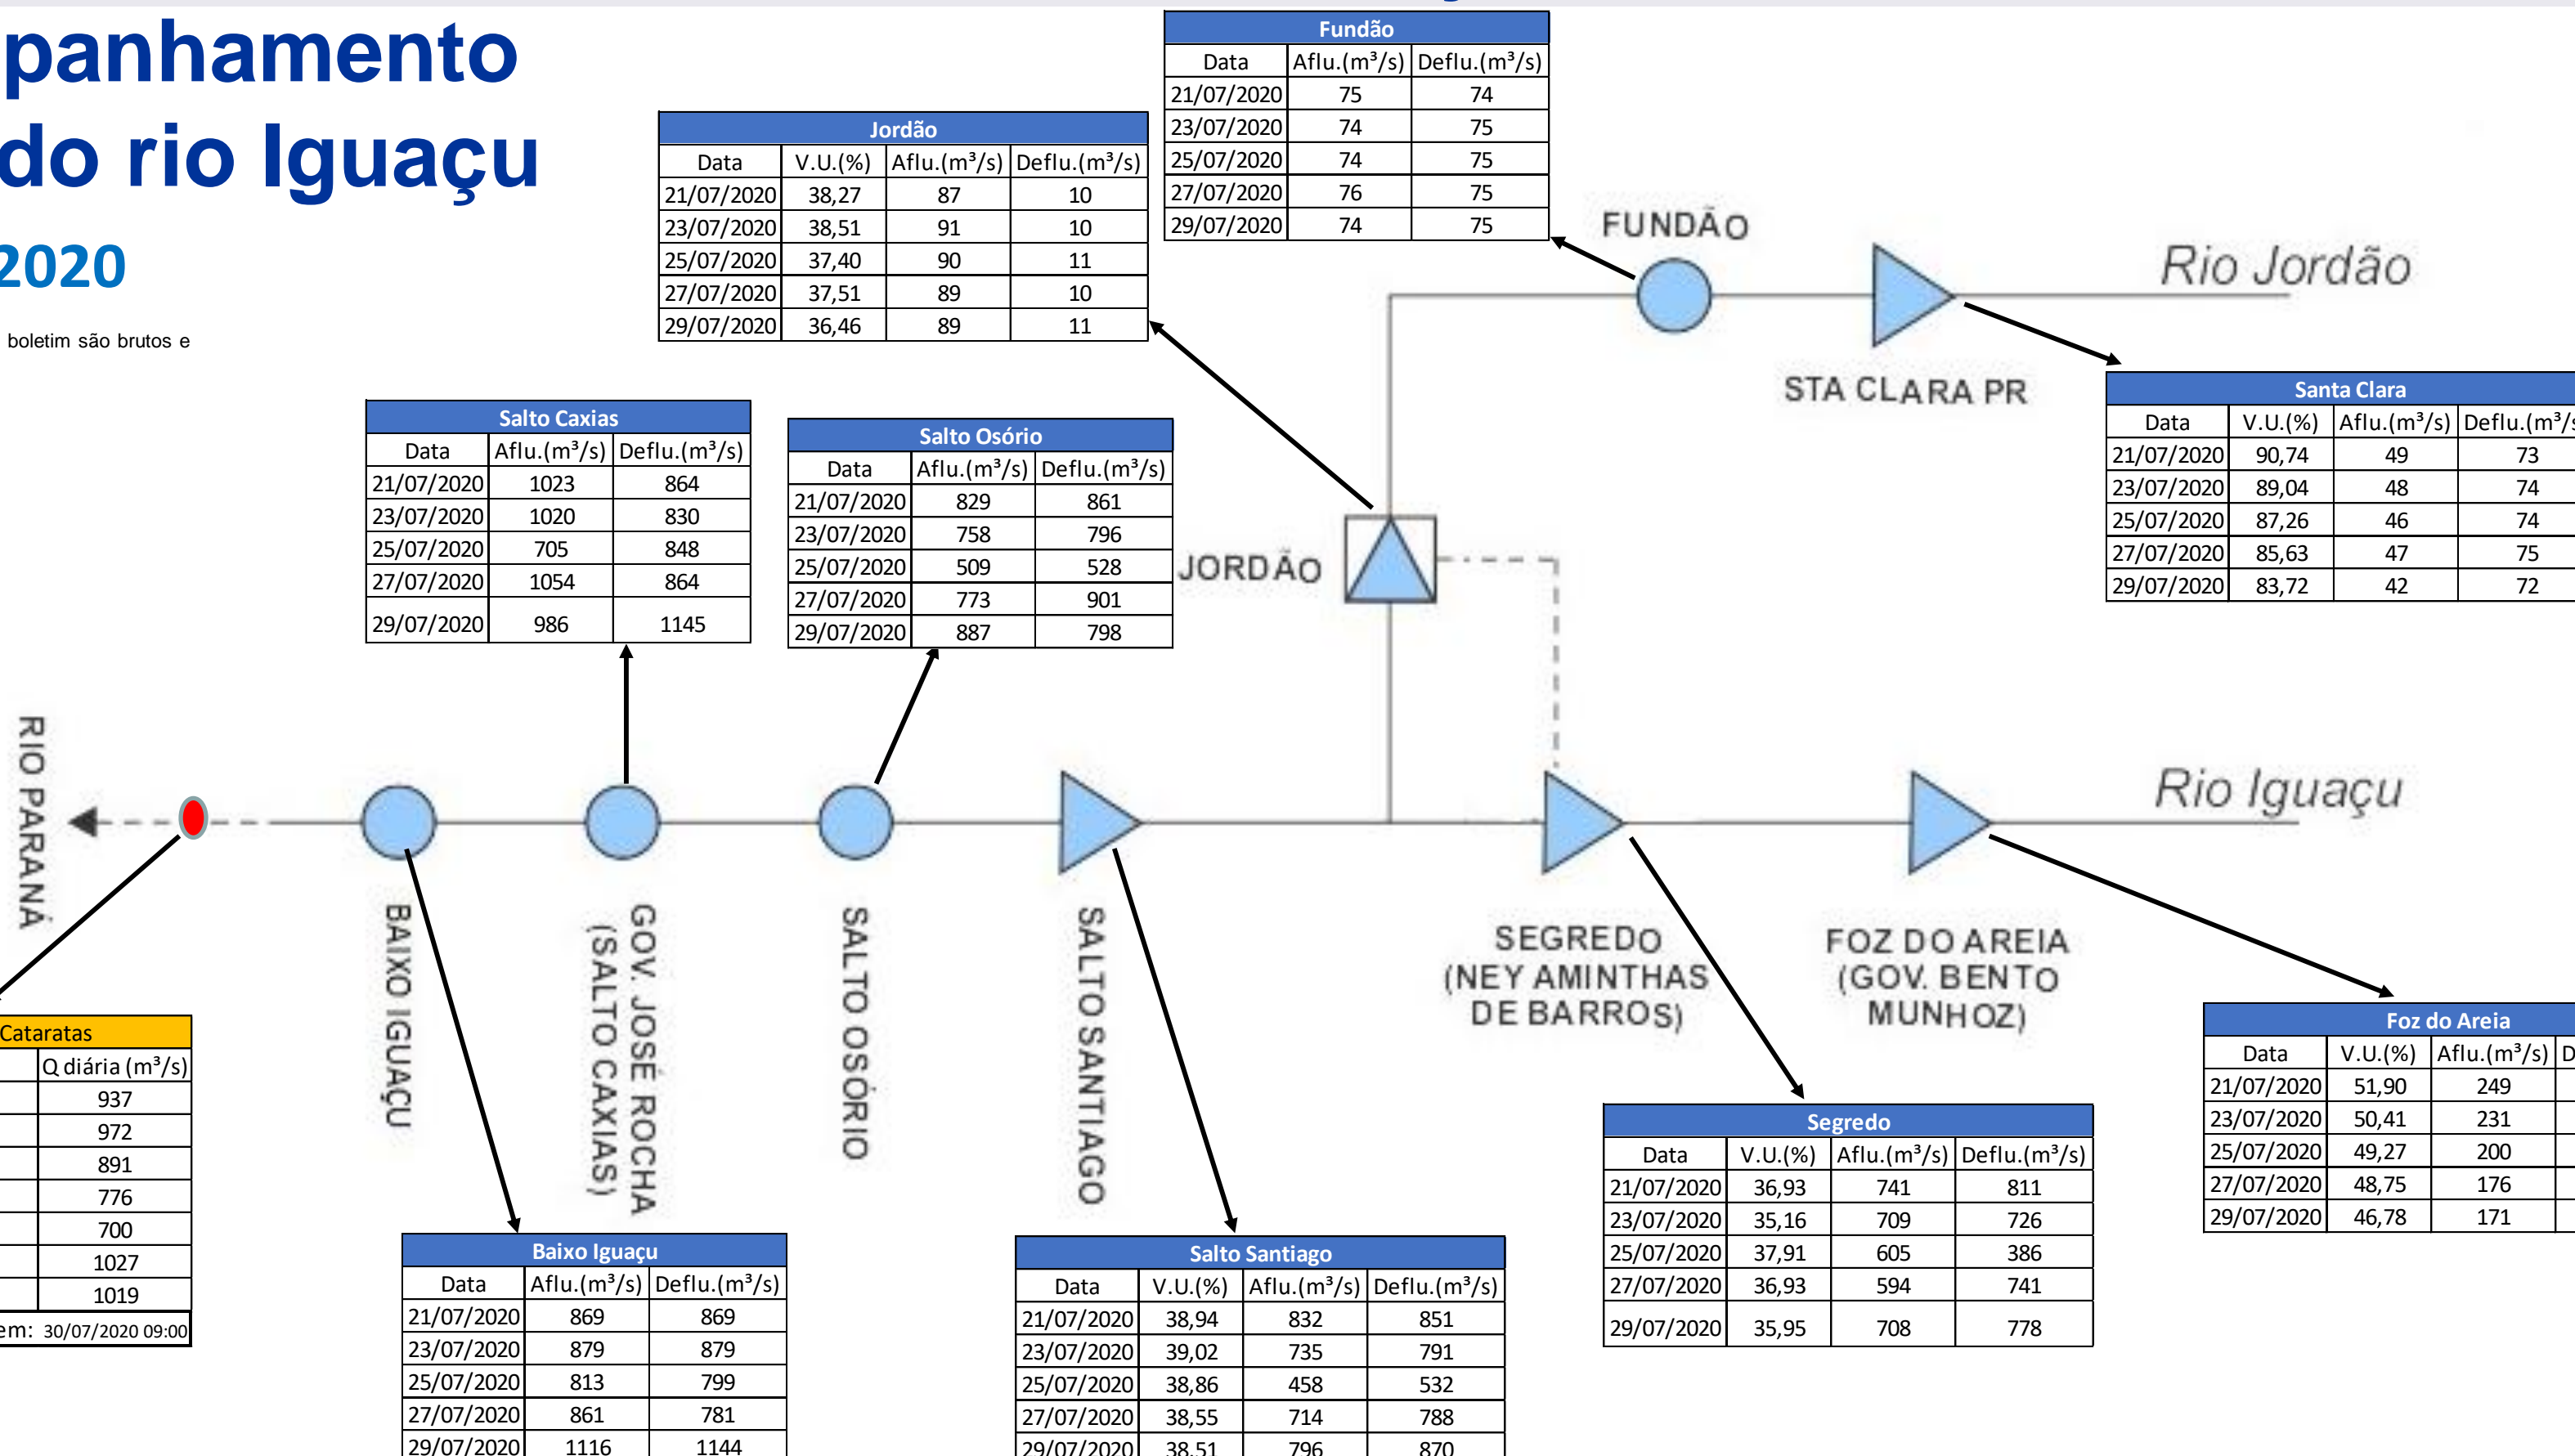 panhamento
do rio Iguaçu
2020
boletim são brutos e
Fundão
Data Aflu.(m³/s) Deflu.(m³/s)
21/07/2020 75 74
23/07/2020 74 75
25/07/2020 74 75
27/07/2020 76 75
29/07/2020 74 75
Jordão
Data V.U.(%) Aflu.(m³/s) Deflu.(m³/s)
21/07/2020 38,27 87 10
23/07/2020 38,51 91 10
25/07/2020 37,40 90 11
27/07/2020 37,51 89 10
29/07/2020 36,46 89 11
FUNDÃO
Rio Jordão
STA CLARA PR
Santa Clara
Data V.U.(%) Aflu.(m³/s) Deflu.(m³/s
21/07/2020 90,74 49 73
23/07/2020 89,04 48 74
25/07/2020 87,26 46 74
27/07/2020 85,63 47 75
29/07/2020 83,72 42 72
Salto Caxias
Data Aflu.(m³/s) Deflu.(m³/s)
21/07/2020 1023 864
23/07/2020 1020 830
25/07/2020 705 848
27/07/2020 1054 864
29/07/2020 986 1145
Salto Osório
Data Aflu.(m³/s) Deflu.(m³/s)
21/07/2020 829 861
23/07/2020 758 796
25/07/2020 509 528
27/07/2020 773 901
29/07/2020 887 798
JORDÃO
RIO PARANÁ
Rio Iguaçu
BAIXO IGUAÇU
GOV. JOSÉ ROCHA
(SALTO CAXIAS)
SALTO OSÓRIO
SALTO SANTIAGO
SEGREDO
(NEY AMINTHAS
DE BARROS)
FOZ DO AREIA
(GOV. BENTO
MUNHOZ)
Cataratas
Q diária (m³/s)
937
972
891
776
700
1027
1019
em: 30/07/2020 09:00
Baixo Iguaçu
Data Aflu.(m³/s) Deflu.(m³/s)
21/07/2020 869 869
23/07/2020 879 879
25/07/2020 813 799
27/07/2020 861 781
29/07/2020 1116 1144
Salto Santiago
Data V.U.(%) Aflu.(m³/s) Deflu.(m³/s)
21/07/2020 38,94 832 851
23/07/2020 39,02 735 791
25/07/2020 38,86 458 532
27/07/2020 38,55 714 788
29/07/2020 38,51 796 870
Segredo
Data V.U.(%) Aflu.(m³/s) Deflu.(m³/s)
21/07/2020 36,93 741 811
23/07/2020 35,16 709 726
25/07/2020 37,91 605 386
27/07/2020 36,93 594 741
29/07/2020 35,95 708 778
Foz do Areia
Data V.U.(%) Aflu.(m³/s) D
21/07/2020 51,90 249
23/07/2020 50,41 231
25/07/2020 49,27 200
27/07/2020 48,75 176
29/07/2020 46,78 171